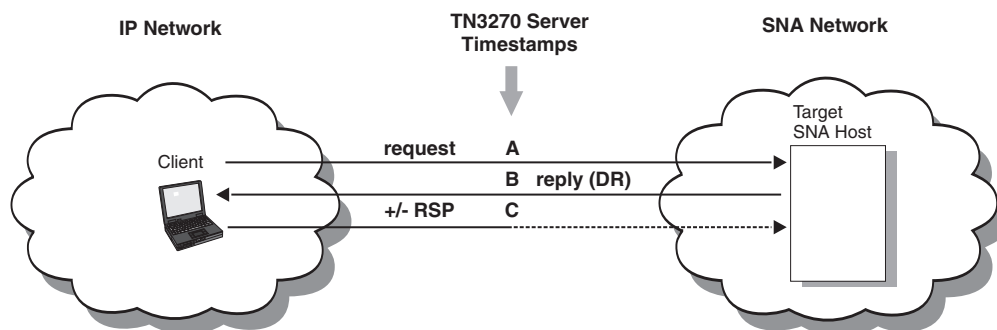 IP Network
TN3270 Server
Timestamps
SNA Network
Target
SNA Host
Client
request A
B reply (DR)
+/- RSP C